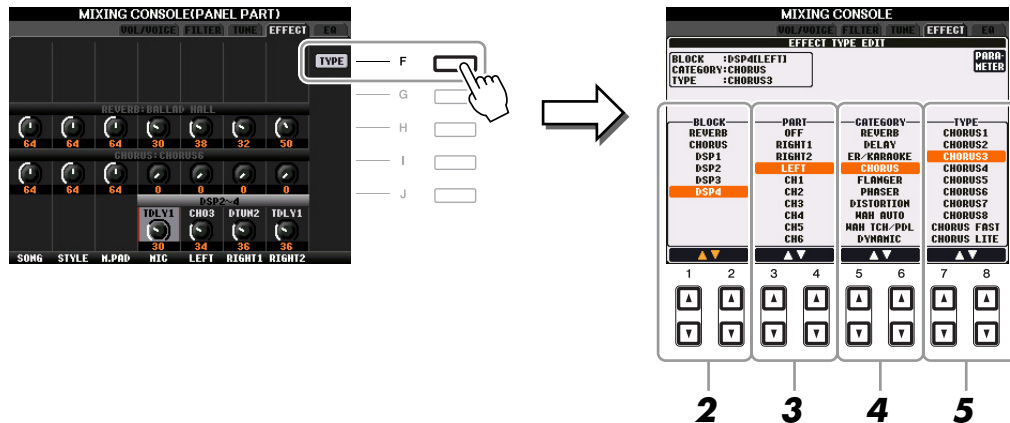 MIXING CONSOLE(PANEL PART)
VOL/VOICE FILTER TUNE EFFECT EQ
TYPE F
G
REVERB:BALLAD HALL
H
64 64 64 30 38 32 50
CHORUS:CHORUS6
I
64 64 64 0 0 0 0
J
DSP2~4
TDLY1 CHO3 DTUN2 TDLY1
30 34 36 36
SONG STYLE M.PAD MIC LEFT RIGHT1 RIGHT2
MIXING CONSOLE
VOL/VOICE FILTER TUNE EFFECT EQ
EFFECT TYPE EDIT
BLOCK :DSP4[LEFT]
CATEGORY:CHORUS
TYPE :CHORUS3
PARA-
METER
BLOCK
REVERB
CHORUS
DSP1
DSP2
DSP3
DSP4
PART
OFF
RIGHT1
RIGHT2
LEFT
CH1
CH2
CH3
CH4
CH5
CH6
CATEGORY
REVERB
DELAY
ER/KARAOKE
CHORUS
FLANGER
PHASER
DISTORTION
WAH AUTO
WAH TCH/PDL
DYNAMIC
TYPE
CHORUS1
CHORUS2
CHORUS3
CHORUS4
CHORUS5
CHORUS6
CHORUS7
CHORUS8
CHORUS FAST
CHORUS LITE
1 2 3 4 5 6 7 8
2 3 4 5